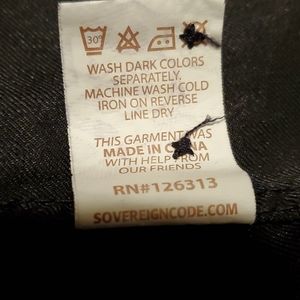 30°
WASH DARK COLORS
SEPARATELY.
MACHINE WASH COLD
IRON ON REVERSE
LINE DRY
THIS GARMENT WAS
MADE IN CHINA
WITH HELP FROM
OUR FRIENDS
RN#126313
SOVEREIGNCODE.COM